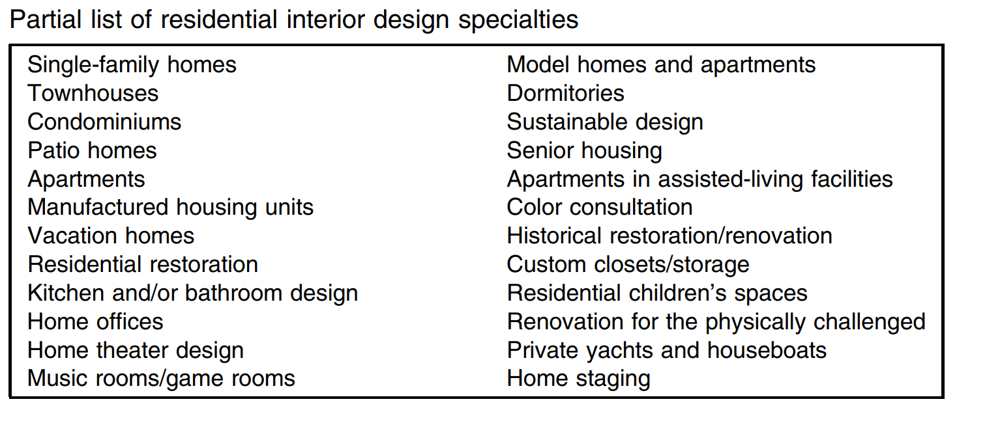 Partial list of residential interior design specialties
Single-family homes
Townhouses
Condominiums
Patio homes
Apartments
Manufactured housing units
Vacation homes
Residential restoration
Kitchen and/or bathroom design
Home offices
Home theater design
Music rooms/game rooms
Model homes and apartments
Dormitories
Sustainable design
Senior housing
Apartments in assisted-living facilities
Color consultation
Historical restoration/renovation
Custom closets/storage
Residential children’s spaces
Renovation for the physically challenged
Private yachts and houseboats
Home staging